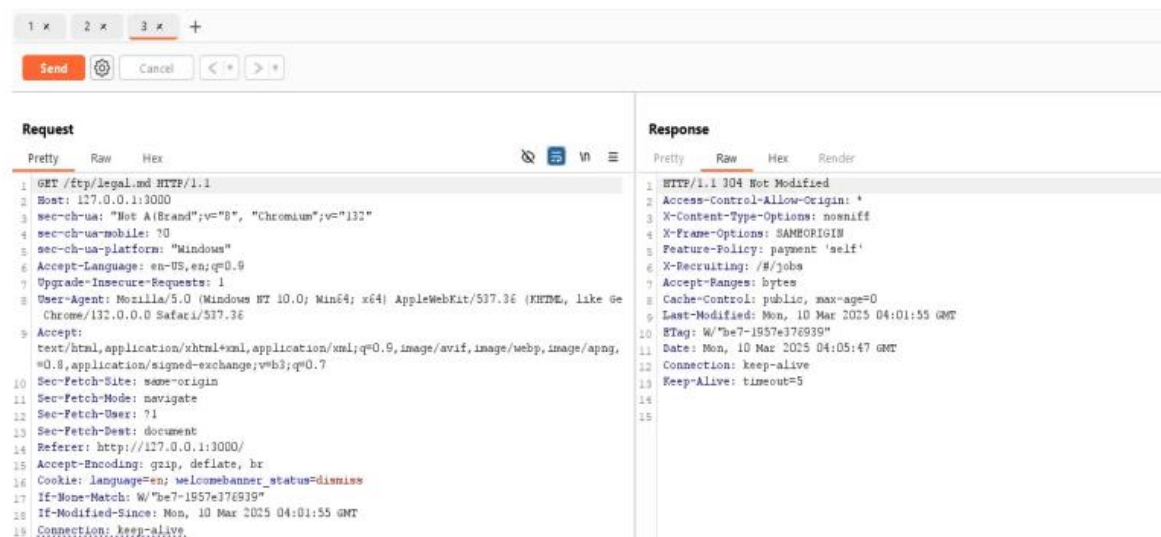 1 × 2 × 3 × +
Send Cancel < >
Request
Pretty Raw Hex \n
1 GET /ftp/legal.md HTTP/1.1
2 Host: 127.0.0.1:3000
3 sec-ch-ua: "Not A(Brand";v="8", "Chromium";v="132"
4 sec-ch-ua-mobile: ?0
5 sec-ch-ua-platform: "Windows"
6 Accept-Language: en-US,en;q=0.9
7 Upgrade-Insecure-Requests: 1
8 User-Agent: Mozilla/5.0 (Windows NT 10.0; Win64; x64) AppleWebKit/537.36 (KHTML, like Ge
Chrome/132.0.0.0 Safari/537.36
9 Accept:
text/html,application/xhtml+xml,application/xml;q=0.9,image/avif,image/webp,image/apng,
=0.8,application/signed-exchange;v=b3;q=0.7
10 Sec-Fetch-Site: same-origin
11 Sec-Fetch-Mode: navigate
12 Sec-Fetch-User: ?1
13 Sec-Fetch-Dest: document
14 Referer: http://127.0.0.1:3000/
15 Accept-Encoding: gzip, deflate, br
16 Cookie: language=en; welcomebanner_status=dismiss
17 If-None-Match: W/"be7-1957e376939"
18 If-Modified-Since: Mon, 10 Mar 2025 04:01:55 GMT
19 Connection: keep-alive
Response
Pretty Raw Hex Render
1 HTTP/1.1 304 Not Modified
2 Access-Control-Allow-Origin: *
3 X-Content-Type-Options: nosniff
4 X-Frame-Options: SAMEORIGIN
5 Feature-Policy: payment 'self'
6 X-Recruiting: /#/jobs
7 Accept-Ranges: bytes
8 Cache-Control: public, max-age=0
9 Last-Modified: Mon, 10 Mar 2025 04:01:55 GMT
10 ETag: W/"be7-1957e376939"
11 Date: Mon, 10 Mar 2025 04:05:47 GMT
12 Connection: keep-alive
13 Keep-Alive: timeout=5
14
15